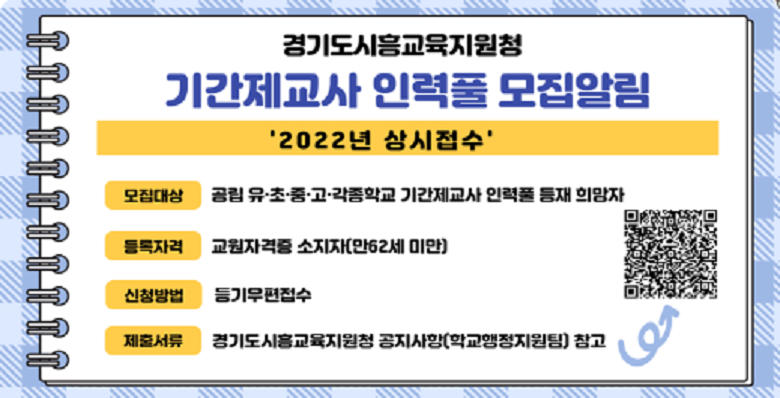 경기도시흥교육지원청
기간제교사 인력풀 모집알림
'2022년 상시접수'
모집대상 공립 유·초·중·고·각종학교 기간제교사 인력풀 등재 희망자
등록자격 교원자격증 소지자(만62세 미만)
신청방법 등기우편접수
제출서류 경기도시흥교육지원청 공지사항(학교행정지원팀) 참고